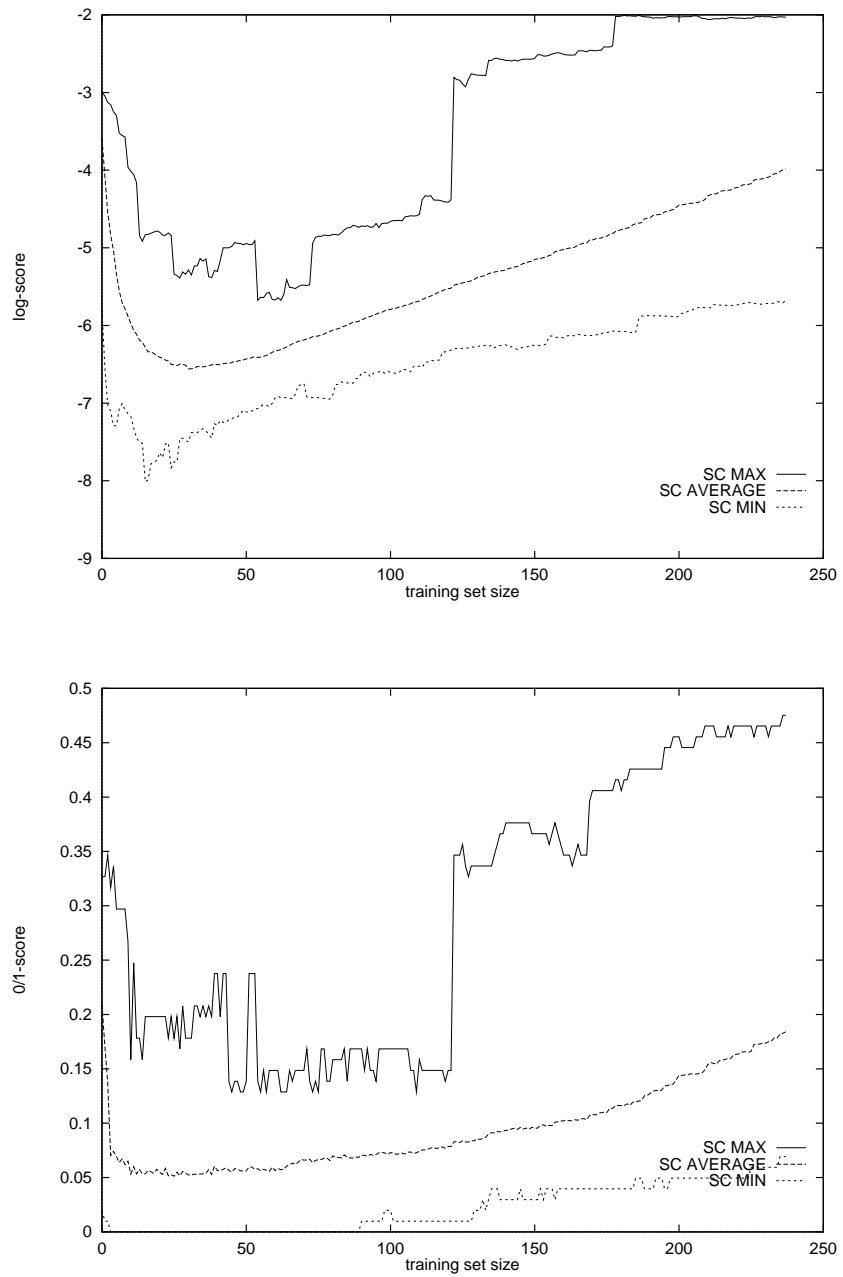 -2
-3
-4
-5
-6
-7
-8
-9
log-score
SC MAX
SC AVERAGE
SC MIN
0 50 100 150 200 250
training set size
0.5
0.45
0.4
0.35
0.3
0.25
0.2
0.15
0.1
0.05
0
0/1-score
SC MAX
SC AVERAGE
SC MIN
0 50 100 150 200 250
training set size